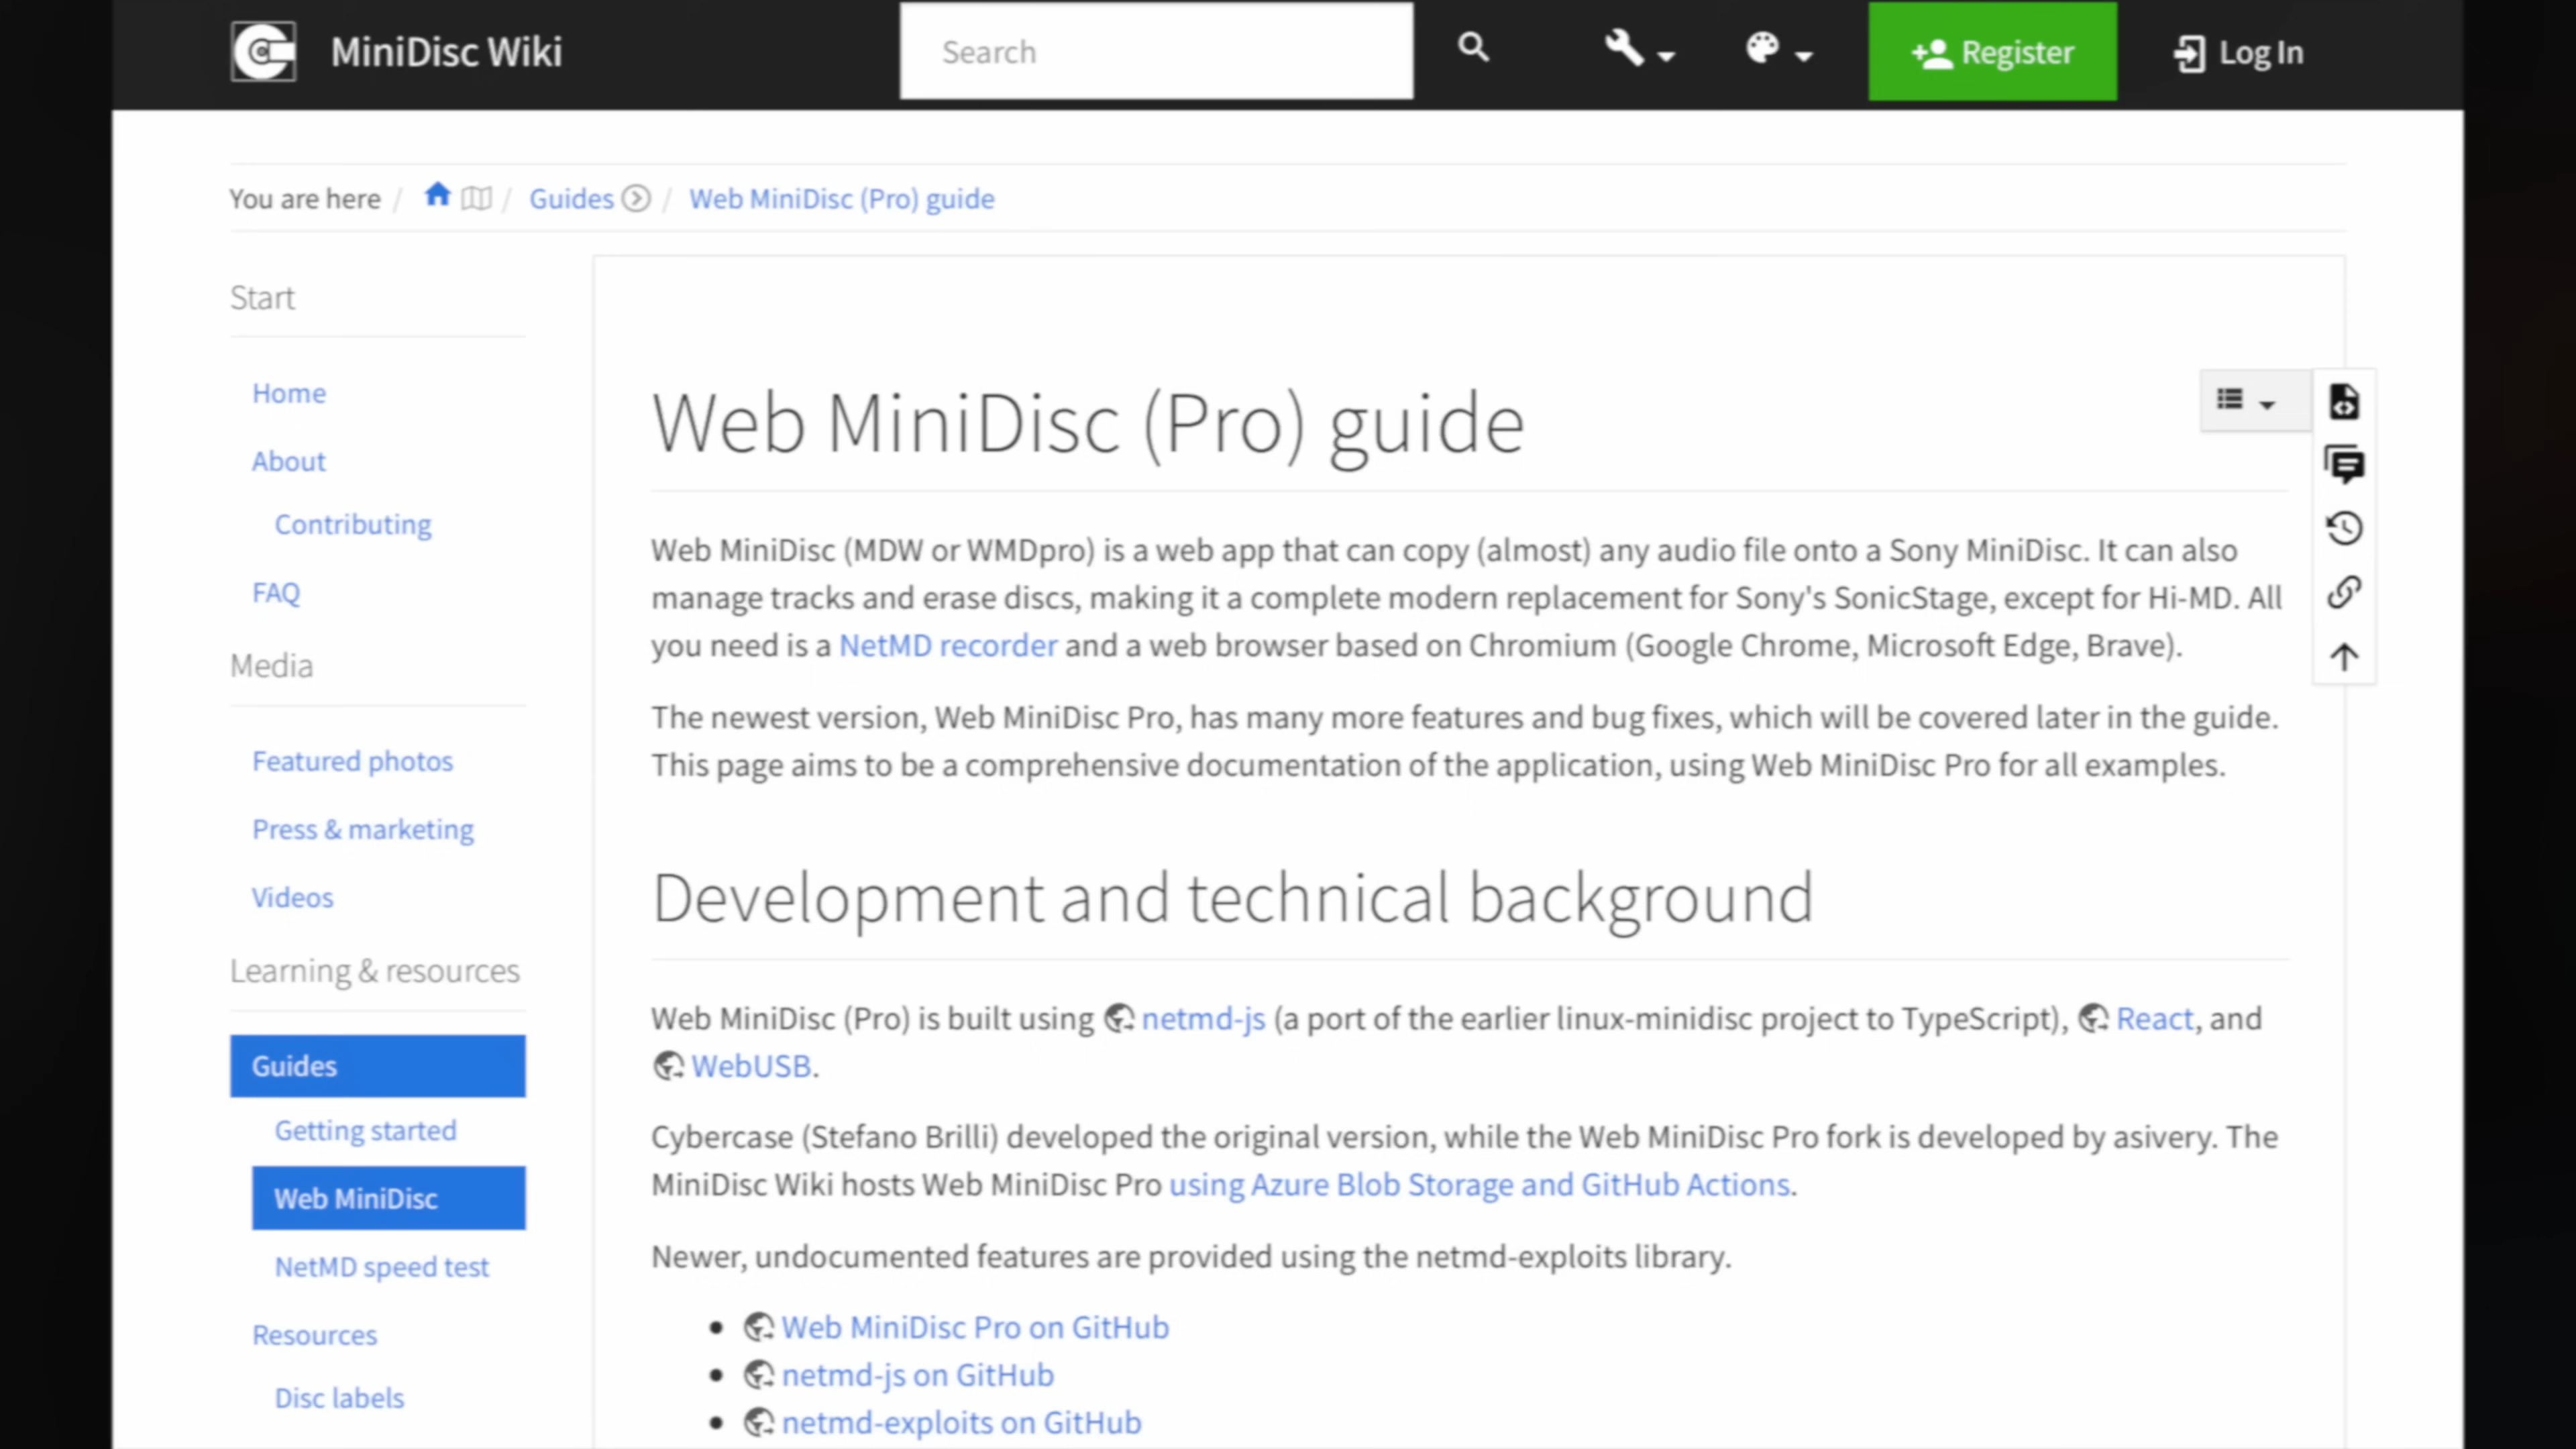 MiniDisc Wiki
Search
Register
Log In
You are here / / Guides / Web MiniDisc (Pro) guide
Start
Home
About
Contributing
FAQ
Media
Featured photos
Press & marketing
Videos
Learning & resources
Guides
Getting started
Web MiniDisc
NetMD speed test
Resources
Disc labels
Web MiniDisc (Pro) guide
Web MiniDisc (MDW or WMDpro) is a web app that can copy (almost) any audio file onto a Sony MiniDisc. It can also
manage tracks and erase discs, making it a complete modern replacement for Sony's SonicStage, except for Hi-MD. All
you need is a NetMD recorder and a web browser based on Chromium (Google Chrome, Microsoft Edge, Brave).
The newest version, Web MiniDisc Pro, has many more features and bug fixes, which will be covered later in the guide.
This page aims to be a comprehensive documentation of the application, using Web MiniDisc Pro for all examples.
Development and technical background
Web MiniDisc (Pro) is built using netmd-js (a port of the earlier linux-minidisc project to TypeScript), React, and
WebUSB.
Cybercase (Stefano Brilli) developed the original version, while the Web MiniDisc Pro fork is developed by asivery. The
MiniDisc Wiki hosts Web MiniDisc Pro using Azure Blob Storage and GitHub Actions.
Newer, undocumented features are provided using the netmd-exploits library.
• Web MiniDisc Pro on GitHub
• netmd-js on GitHub
• netmd-exploits on GitHub